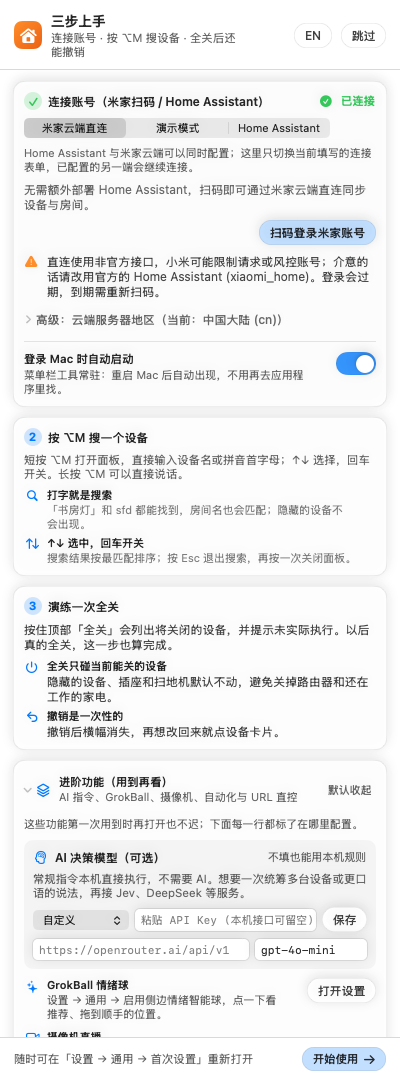 三步上手
连接账号 · 按 ⌥M 搜设备 · 全关后还
能撤销
EN
跳过
连接账号（米家扫码 / Home Assistant）
已连接
米家云端直连
演示模式
Home Assistant
Home Assistant 与米家云端可以同时配置；这里只切换当前填写的连接
表单，已配置的另一端会继续连接。
无需额外部署 Home Assistant，扫码即可通过米家云端直连同步
设备与房间。
扫码登录米家账号
直连使用非官方接口，小米可能限制请求或风控账号；介意的
话请改用官方的 Home Assistant (xiaomi_home)。登录会过
期，到期需重新扫码。
高级：云端服务器地区（当前：中国大陆 (cn)）
登录 Mac 时自动启动
菜单栏工具常驻：重启 Mac 后自动出现，不用再去应用程
序里找。
2
按 ⌥M 搜一个设备
短按 ⌥M 打开面板，直接输入设备名或拼音首字母；↑↓ 选择，回车
开关。长按 ⌥M 可以直接说话。
打字就是搜索
「书房灯」和 sfd 都能找到，房间名也会匹配；隐藏的设备不
会出现。
↑↓ 选中，回车开关
搜索结果按最匹配排序；按 Esc 退出搜索，再按一次关闭面板。
3
演练一次全关
按住顶部「全关」会列出将关闭的设备，并提示未实际执行。以后
真的全关，这一步也算完成。
全关只碰当前能关的设备
隐藏的设备、插座和扫地机默认不动，避免关掉路由器和还在
工作的家电。
撤销是一次性的
撤销后横幅消失，再想改回来就点设备卡片。
进阶功能（用到再看）
AI 指令、GrokBall、摄像机、自动化与 URL 直控
默认收起
这些功能第一次用到时再打开也不迟；下面每一行都标了在哪里配置。
AI 决策模型（可选）
不填也能用本机规则
常规指令本机直接执行，不需要 AI。想要一次统筹多台设备或更口
语的说法，再接 Jev、DeepSeek 等服务。
自定义
粘贴 API Key（本机接口可留空）
保存
https://openrouter.ai/api/v1
gpt-4o-mini
GrokBall 情绪球
设置 → 通用 → 启用侧边情绪智能球，点一下看
推荐、拖到顺手的位置。
打开设置
摄像机直播
随时可在「设置 → 通用 → 首次设置」重新打开
开始使用 →